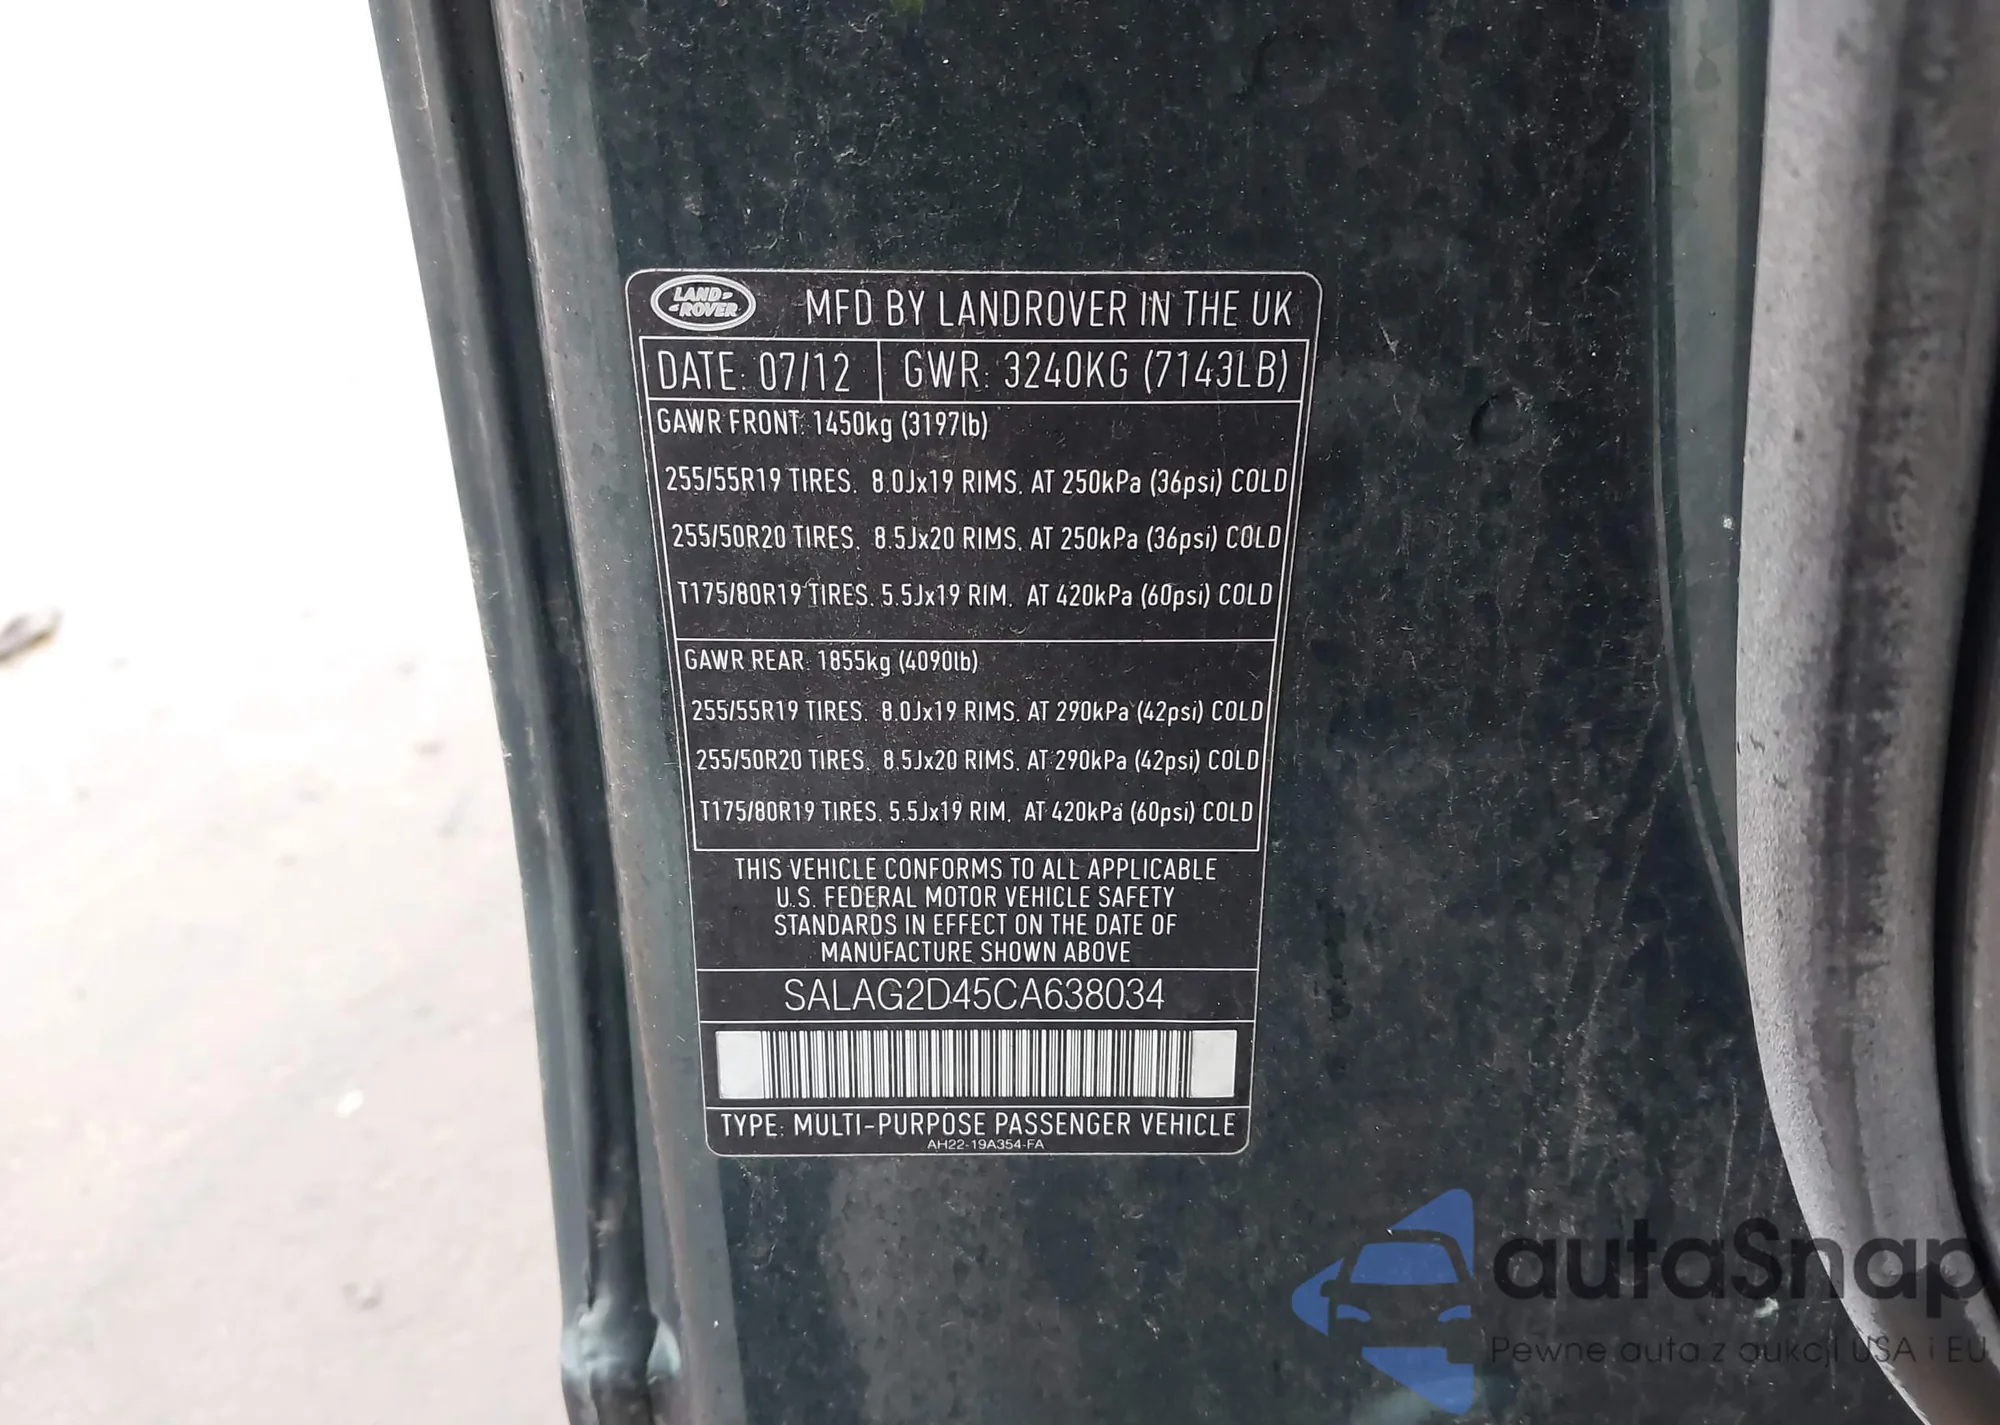 LAND-
-ROVER
MFD BY LANDROVER IN THE UK
DATE: 07/12 GWR: 3240KG (7143LB)
GAWR FRONT: 1450kg (3197lb)
255/55R19 TIRES. 8.0Jx19 RIMS. AT 250kPa (36psi) COLD
255/50R20 TIRES. 8.5Jx20 RIMS. AT 250kPa (36psi) COLD
T175/80R19 TIRES. 5.5Jx19 RIM. AT 420kPa (60psi) COLD
GAWR REAR: 1855kg (4090lb)
255/55R19 TIRES. 8.0Jx19 RIMS. AT 290kPa (42psi) COLD
255/50R20 TIRES. 8.5Jx20 RIMS. AT 290kPa (42psi) COLD
T175/80R19 TIRES. 5.5Jx19 RIM. AT 420kPa (60psi) COLD
THIS VEHICLE CONFORMS TO ALL APPLICABLE
U.S. FEDERAL MOTOR VEHICLE SAFETY
STANDARDS IN EFFECT ON THE DATE OF
MANUFACTURE SHOWN ABOVE
SALAG2D45CA638034
TYPE: MULTI-PURPOSE PASSENGER VEHICLE
AH22-19A354-FA
autaSnap
Pewne auta z aukcji USA i EU